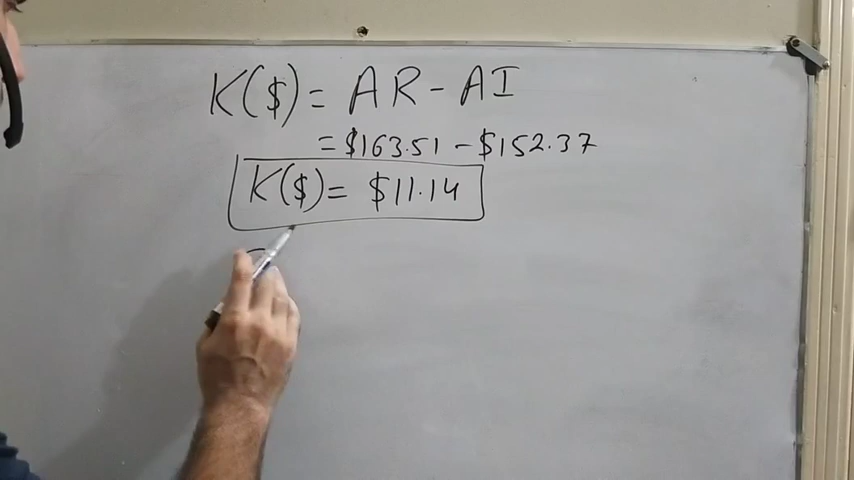 K($) = AR - AI
= $163.51 - $152.37
K($) = $11.14